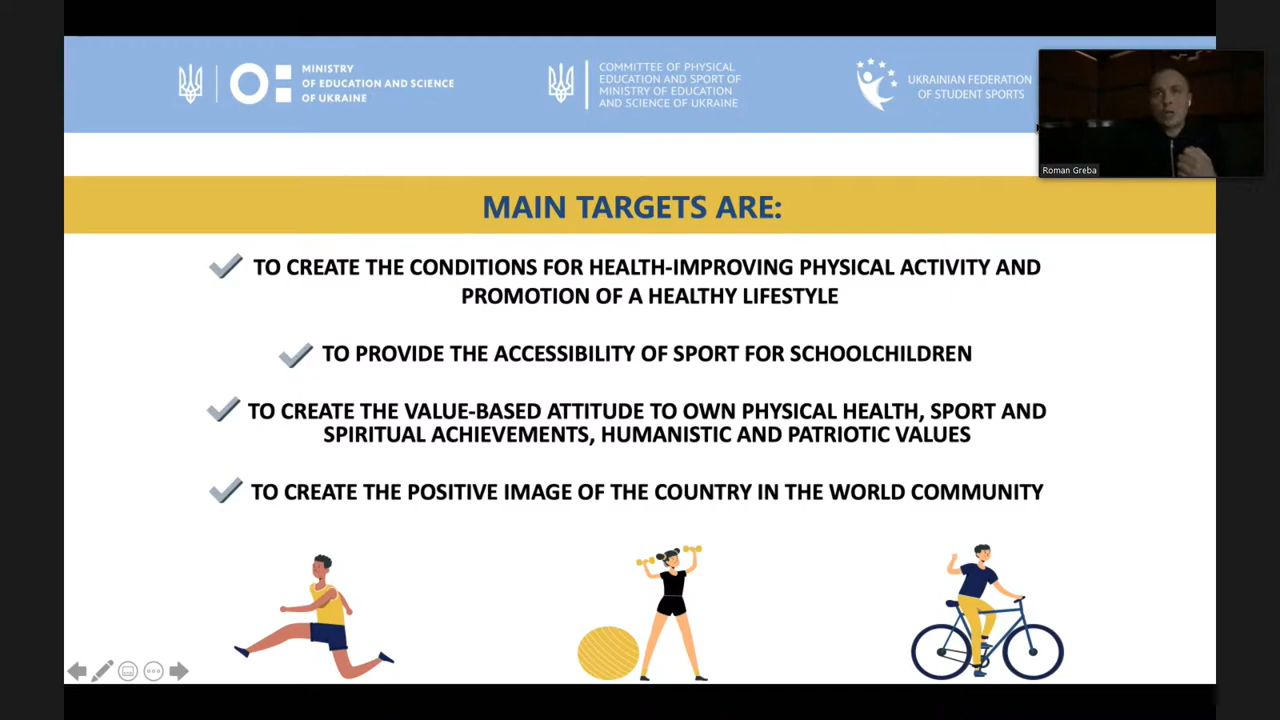 MINISTRY
OF EDUCATION AND SCIENCE
OF UKRAINE
COMMITTEE OF PHYSICAL
EDUCATION AND SPORT OF
MINISTRY OF EDUCATION
AND SCIENCE OF UKRAINE
UKRAINIAN FEDERATION
OF STUDENT SPORTS
Roman Greba
MAIN TARGETS ARE:
TO CREATE THE CONDITIONS FOR HEALTH-IMPROVING PHYSICAL ACTIVITY AND
PROMOTION OF A HEALTHY LIFESTYLE
TO PROVIDE THE ACCESSIBILITY OF SPORT FOR SCHOOLCHILDREN
TO CREATE THE VALUE-BASED ATTITUDE TO OWN PHYSICAL HEALTH, SPORT AND
SPIRITUAL ACHIEVEMENTS, HUMANISTIC AND PATRIOTIC VALUES
TO CREATE THE POSITIVE IMAGE OF THE COUNTRY IN THE WORLD COMMUNITY